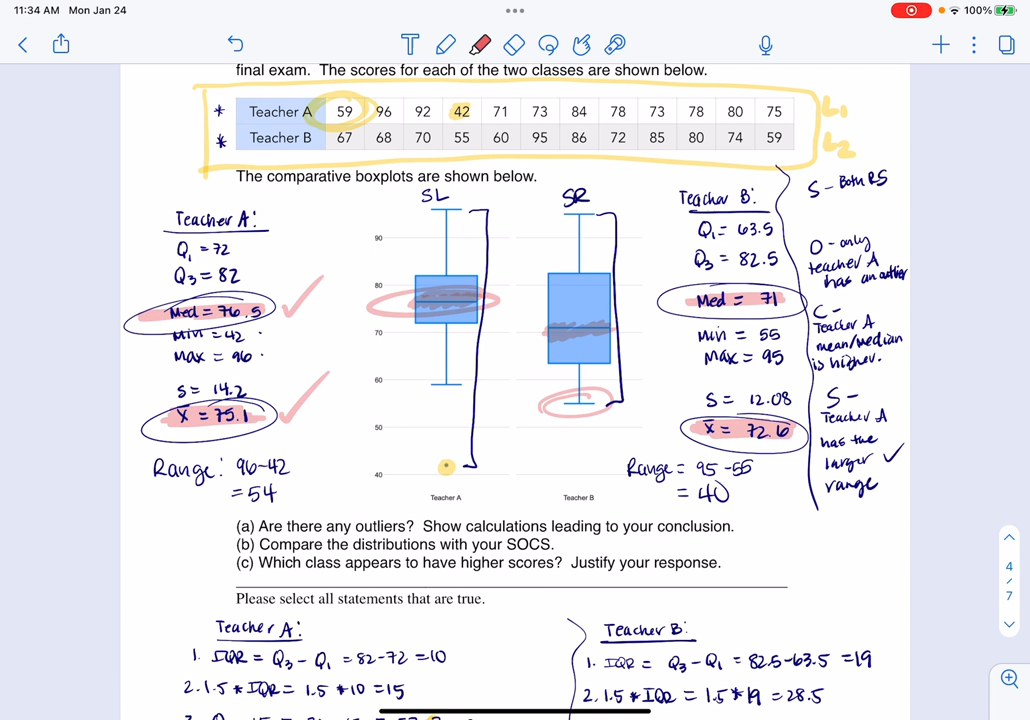 11:34 AM Mon Jan 24
100%
final exam. The scores for each of the two classes are shown below.
* Teacher A 59 96 92 42 71 73 84 78 73 78 80 75 L1
* Teacher B 67 68 70 55 60 95 86 72 85 80 74 59 L2
The comparative boxplots are shown below.
Teacher A:
Q1 = 72
Q3 = 82
Med = 76.5
Min = 42
Max = 96
S = 14.2
x̄ = 75.1
Range: 96-42
= 54
SL
SR
90
80
70
60
50
40
Teacher A
Teacher B
Teacher B:
Q1 = 63.5
Q3 = 82.5
Med = 71
Min = 55
Max = 95
S = 12.08
x̄ = 72.6
Range = 95-55
= 40
S - Both RS
O - only
teacher A
has an outlier
C -
Teacher A
mean/median
is higher.
S -
Teacher A
has the
larger ✓
range
(a) Are there any outliers? Show calculations leading to your conclusion.
(b) Compare the distributions with your SOCS.
(c) Which class appears to have higher scores? Justify your response.
Please select all statements that are true.
Teacher A:
1. IQR = Q3 - Q1 = 82-72 = 10
2. 1.5 * IQR = 1.5 * 10 = 15
Teacher B:
1. IQR = Q3 - Q1 = 82.5-63.5 = 19
2. 1.5 * IQR = 1.5 * 19 = 28.5
4
/
7